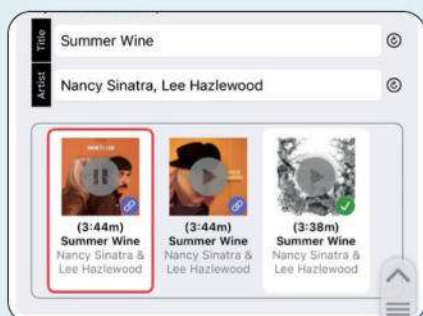 Title
Summer Wine
Artist
Nancy Sinatra, Lee Hazlewood
(3:44m)
Summer Wine
Nancy Sinatra &
Lee Hazlewood
(3:44m)
Summer Wine
Nancy Sinatra &
Lee Hazlewood
(3:38m)
Summer Wine
Nancy Sinatra &
Lee Hazlewood